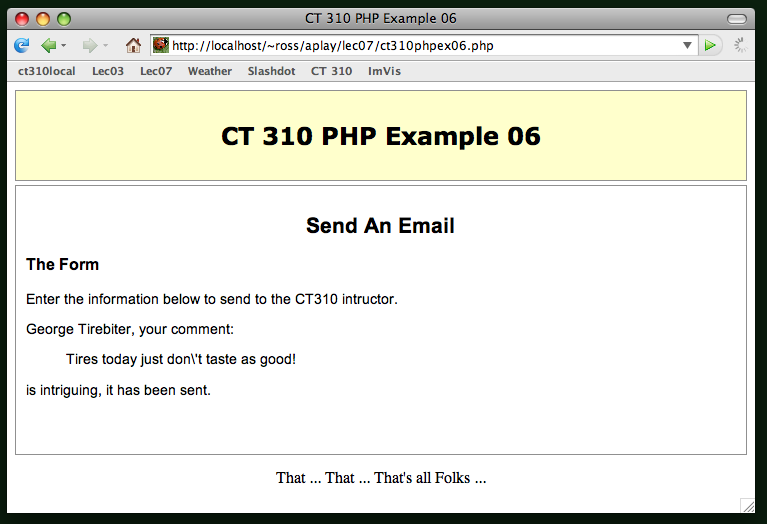 CT 310 PHP Example 06
http://localhost/~ross/aplay/lec07/ct310phpex06.php
ct310local Lec03 Lec07 Weather Slashdot CT 310 ImVis
CT 310 PHP Example 06
Send An Email
The Form
Enter the information below to send to the CT310 intructor.
George Tirebiter, your comment:
Tires today just don\'t taste as good!
is intriguing, it has been sent.
That ... That ... That's all Folks ...